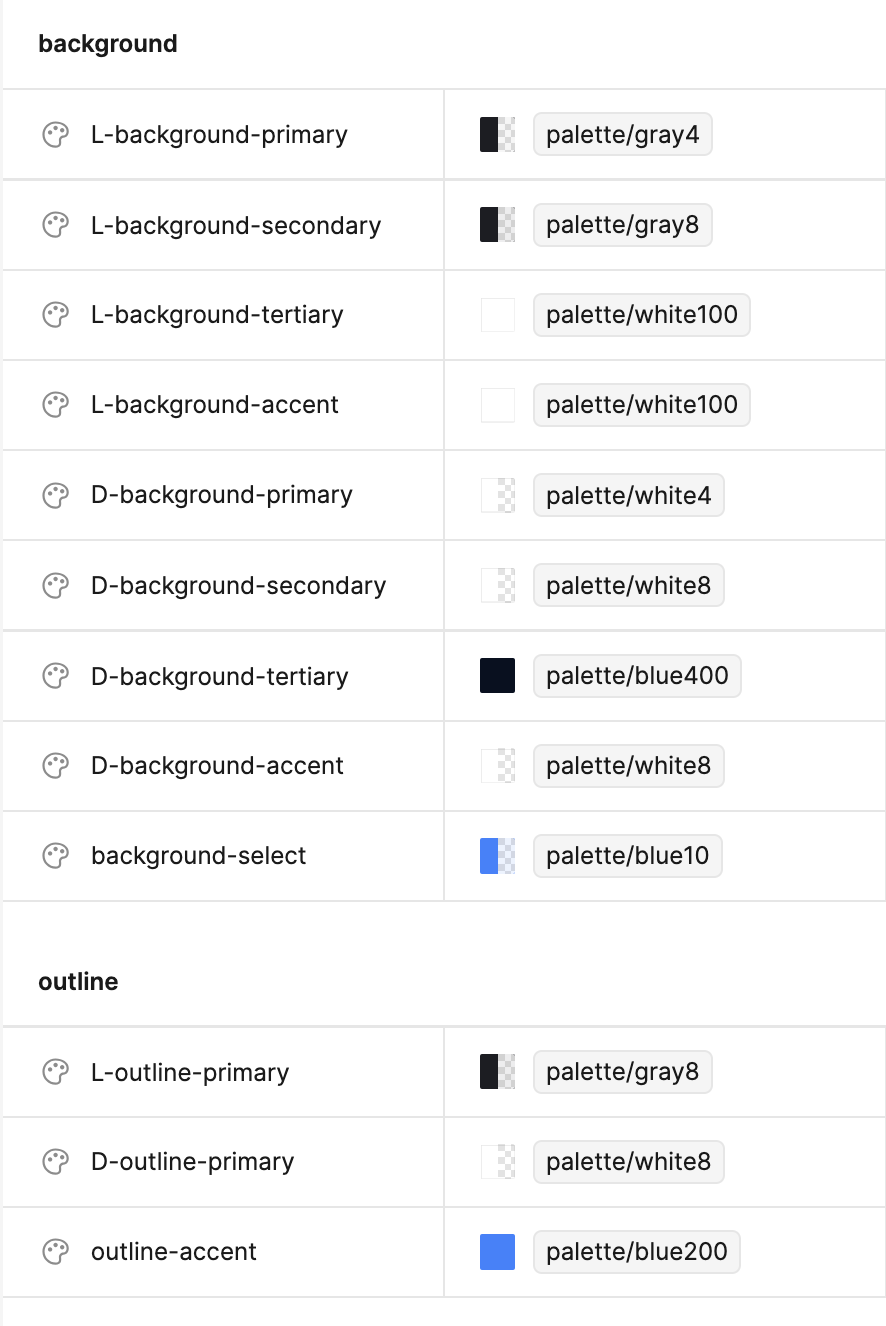 background
L-background-primary palette/gray4
L-background-secondary palette/gray8
L-background-tertiary palette/white100
L-background-accent palette/white100
D-background-primary palette/white4
D-background-secondary palette/white8
D-background-tertiary palette/blue400
D-background-accent palette/white8
background-select palette/blue10
outline
L-outline-primary palette/gray8
D-outline-primary palette/white8
outline-accent palette/blue200